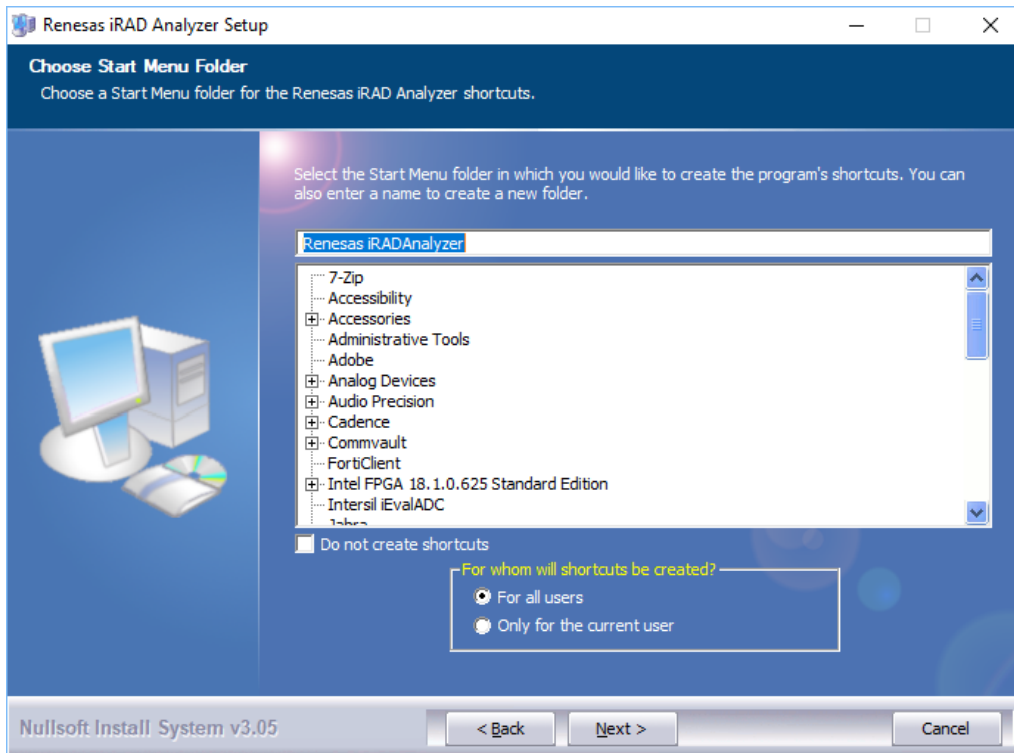 Renesas iRAD Analyzer Setup
Choose Start Menu Folder
Choose a Start Menu folder for the Renesas iRAD Analyzer shortcuts.
Select the Start Menu folder in which you would like to create the program's shortcuts. You can
also enter a name to create a new folder.
Renesas iRADAnalyzer
7-Zip
Accessibility
Accessories
Administrative Tools
Adobe
Analog Devices
Audio Precision
Cadence
Commvault
FortiClient
Intel FPGA 18.1.0.625 Standard Edition
Intersil iEvalADC
Jabra
Do not create shortcuts
For whom will shortcuts be created?
For all users
Only for the current user
Nullsoft Install System v3.05
< Back
Next >
Cancel